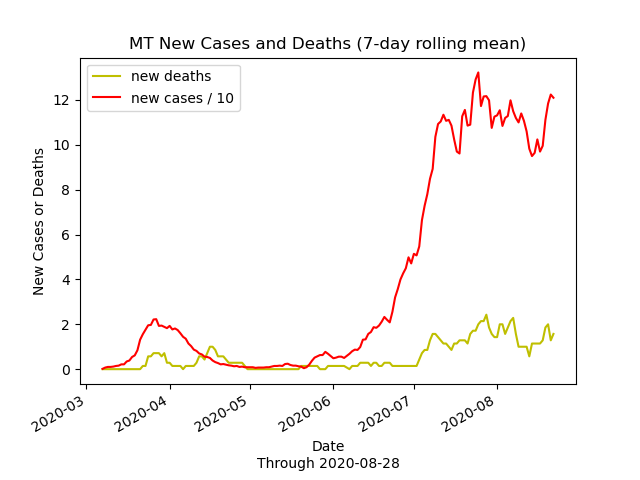 MT New Cases and Deaths (7-day rolling mean)
new deaths
new cases / 10
12
10
8
6
4
2
0
New Cases or Deaths
2020-03
2020-04
2020-05
2020-06
2020-07
2020-08
Date
Through 2020-08-28